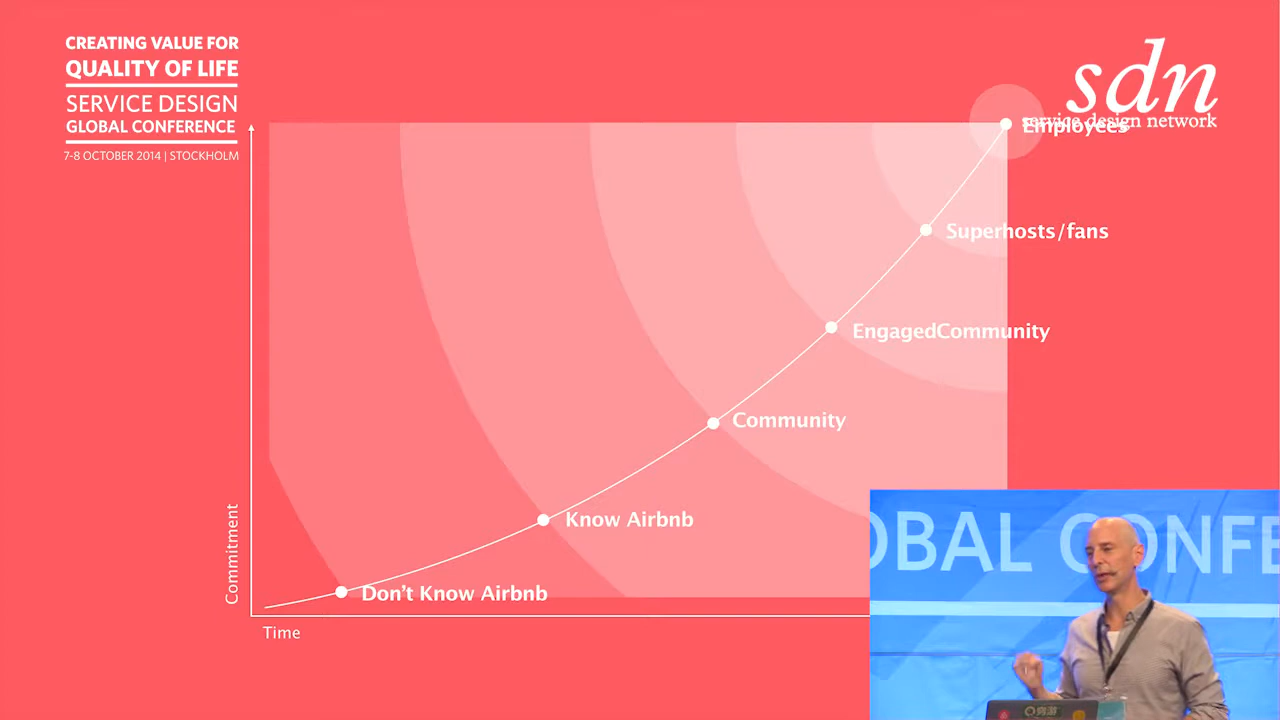 CREATING VALUE FOR
QUALITY OF LIFE
SERVICE DESIGN
GLOBAL CONFERENCE
7-8 OCTOBER 2014 | STOCKHOLM
sdn
service design network
Employees
Superhosts/fans
EngagedCommunity
Community
Know Airbnb
Don't Know Airbnb
Commitment
Time
OBAL CONFE